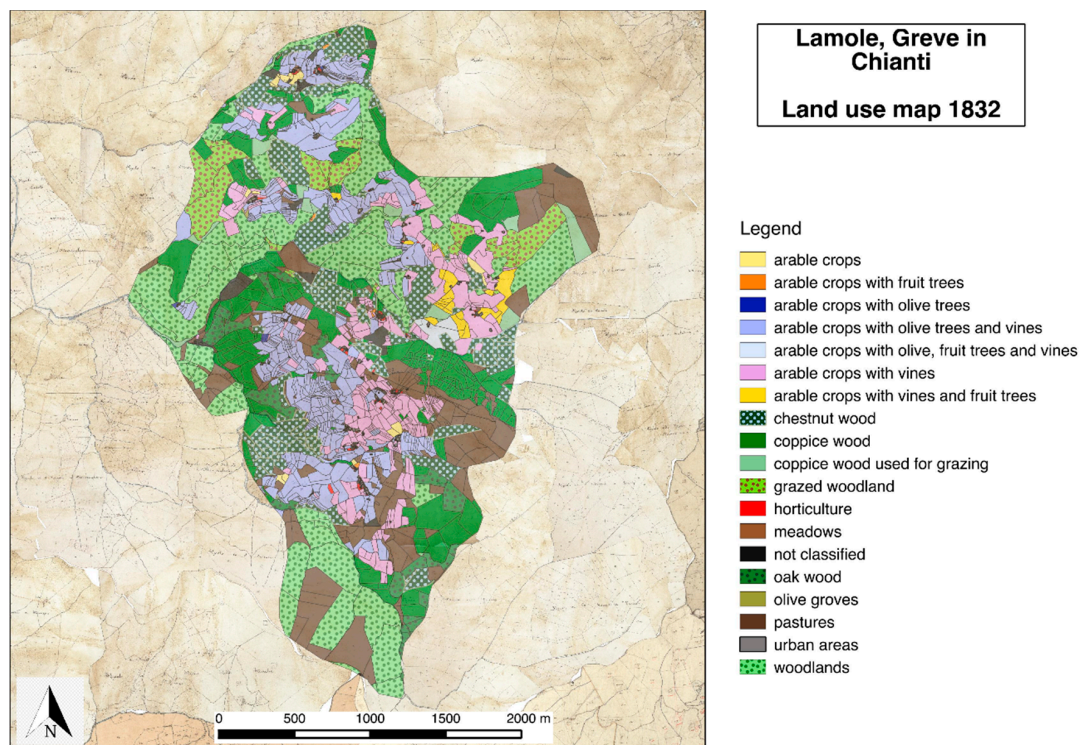 Lamole, Greve in
Chianti
Land use map 1832
Legend
arable crops
arable crops with fruit trees
arable crops with olive trees
arable crops with olive trees and vines
arable crops with olive, fruit trees and vines
arable crops with vines
arable crops with vines and fruit trees
chestnut wood
coppice wood
coppice wood used for grazing
grazed woodland
horticulture
meadows
not classified
oak wood
olive groves
pastures
urban areas
woodlands
N
0 500 1000 1500 2000 m